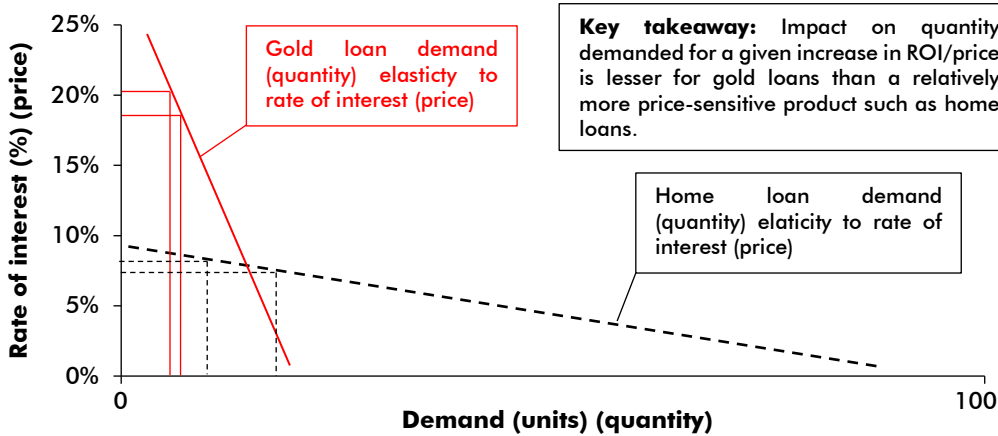 25%
20%
15%
10%
5%
0%
Rate of interest (%) (price)
Gold loan demand
(quantity) elasticty to
rate of interest (price)
Key takeaway: Impact on quantity
demanded for a given increase in ROI/price
is lesser for gold loans than a relatively
more price-sensitive product such as home
loans.
Home loan demand
(quantity) elaticity to rate of
interest (price)
0
100
Demand (units) (quantity)